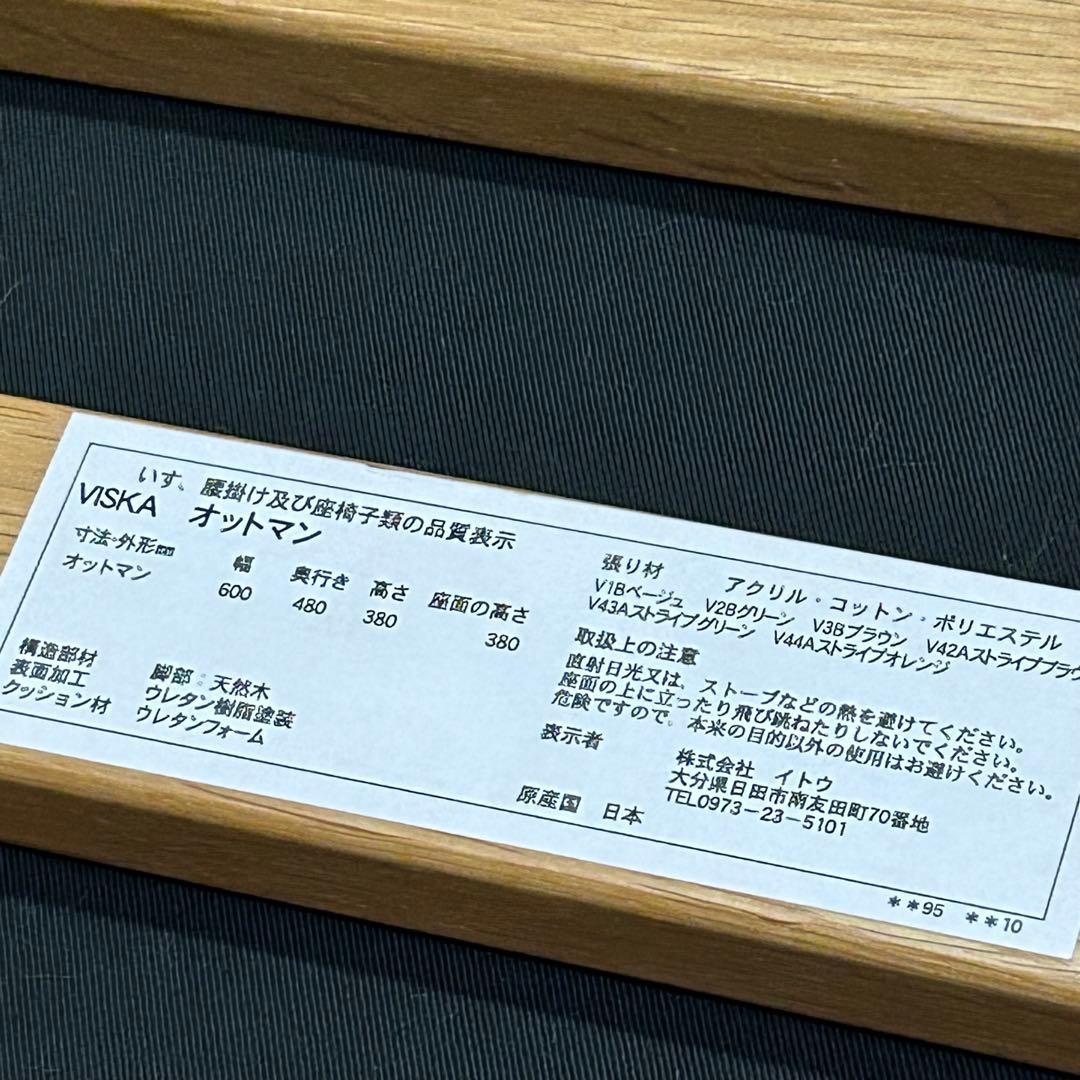 いす、腰掛け及び座椅子類の品質表示
VISKA オットマン
寸法・外形mm 幅 奥行き 高さ 座面の高さ
オットマン 600 480 380 380
構造部材 脚部:天然木
表面加工 ウレタン樹脂塗装
クッション材 ウレタンフォーム
張り材 アクリル・コットン・ポリエステル
V1Bベージュ V2Bグリーン V3Bブラウン V42Aストライプブラウ
V43Aストライプグリーン V44Aストライプオレンジ
取扱上の注意
直射日光又は、ストーブなどの熱を避けてください。
座面の上に立ったり飛び跳ねたりしないでください。
危険ですので、本来の目的以外の使用はお避けください。
表示者 株式会社 イトウ
大分県日田市南友田町70番地
TEL0973-23-5101
原産国 日本
**95 **10